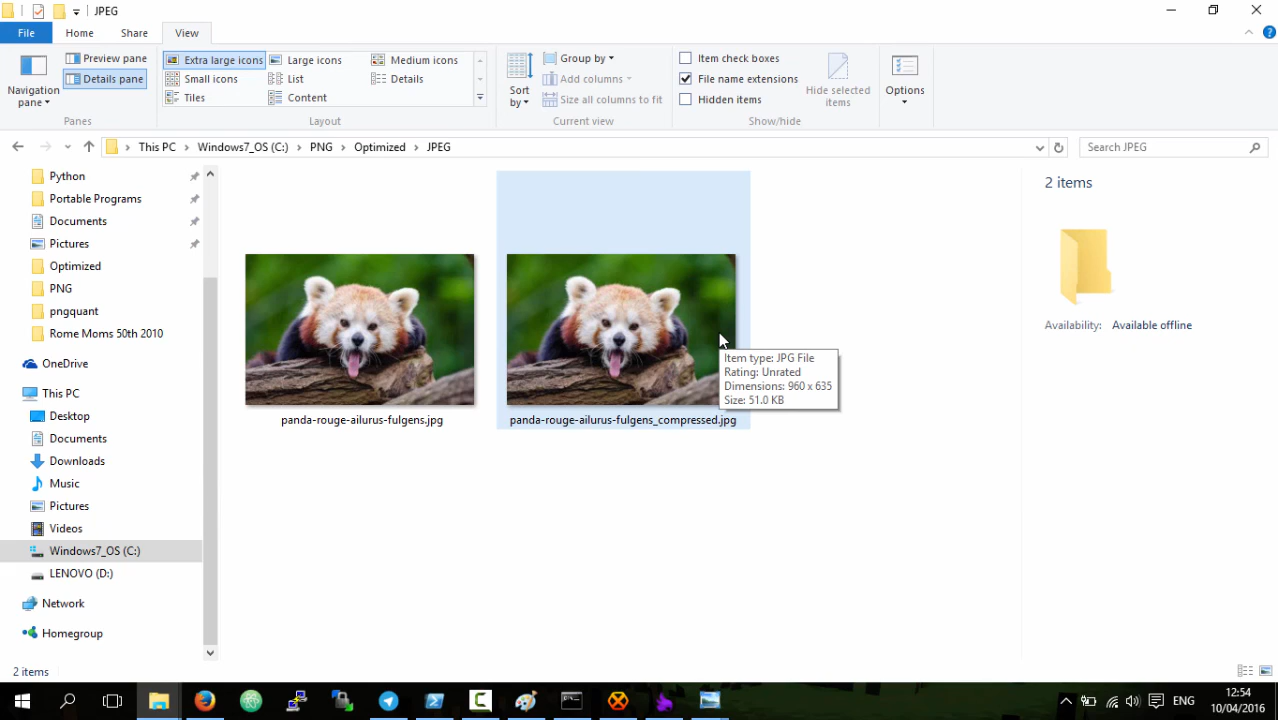 JPEG
File Home Share View
Navigation pane
Preview pane
Details pane
Panes
Extra large icons Large icons Medium icons
Small icons List Details
Tiles Content
Layout
Sort by
Group by
Add columns
Size all columns to fit
Current view
Item check boxes
File name extensions
Hidden items
Hide selected items
Show/hide
Options
This PC Windows7_OS (C:) PNG Optimized JPEG
Search JPEG
Python
Portable Programs
Documents
Pictures
Optimized
PNG
pngquant
Rome Moms 50th 2010
OneDrive
This PC
Desktop
Documents
Downloads
Music
Pictures
Videos
Windows7_OS (C:)
LENOVO (D:)
Network
Homegroup
panda-rouge-ailurus-fulgens.jpg
panda-rouge-ailurus-fulgens_compressed.jpg
Item type: JPG File
Rating: Unrated
Dimensions: 960 x 635
Size: 51.0 KB
2 items
Availability: Available offline
2 items
ENG
12:54
10/04/2016